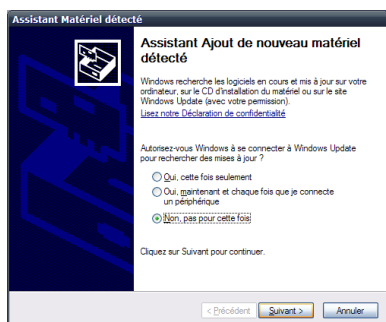 Assistant Matériel détecté
Assistant Ajout de nouveau matériel
détecté
Windows recherche les logiciels en cours et mis à jour sur votre
ordinateur, sur le CD d'installation du matériel ou sur le site
Windows Update (avec votre permission).
Lisez notre Déclaration de confidentialité
Autorisez-vous Windows à se connecter à Windows Update
pour rechercher des mises à jour ?
Oui, cette fois seulement
Oui, maintenant et chaque fois que je connecte
un périphérique
Non, pas pour cette fois
Cliquez sur Suivant pour continuer.
< Précédent
Suivant >
Annuler